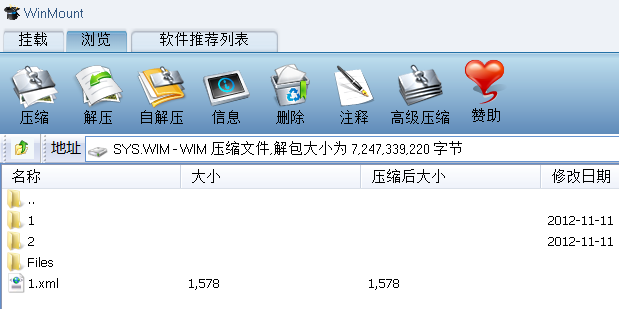 WinMount
挂载 浏览 软件推荐列表
压缩 解压 自解压 信息 删除 注释 高级压缩 赞助
地址 SYS.WIM - WIM 压缩文件,解包大小为 7,247,339,220 字节
名称 大小 压缩后大小 修改日期
..
1 2012-11-11
2 2012-11-11
Files
1.xml 1,578 1,578